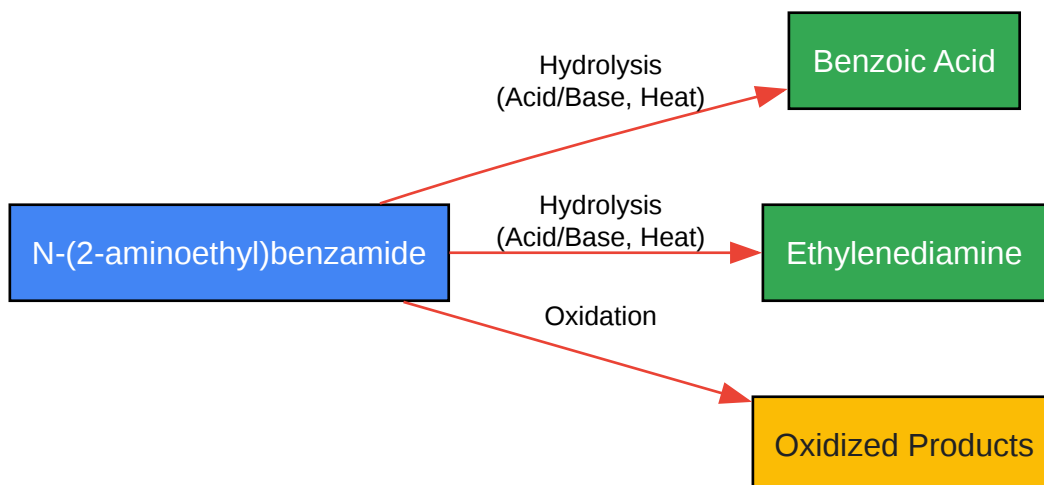 Benzoic Acid
Hydrolysis
(Acid/Base, Heat)
N-(2-aminoethyl)benzamide
Hydrolysis
(Acid/Base, Heat)
Ethylenediamine
Oxidation
Oxidized Products